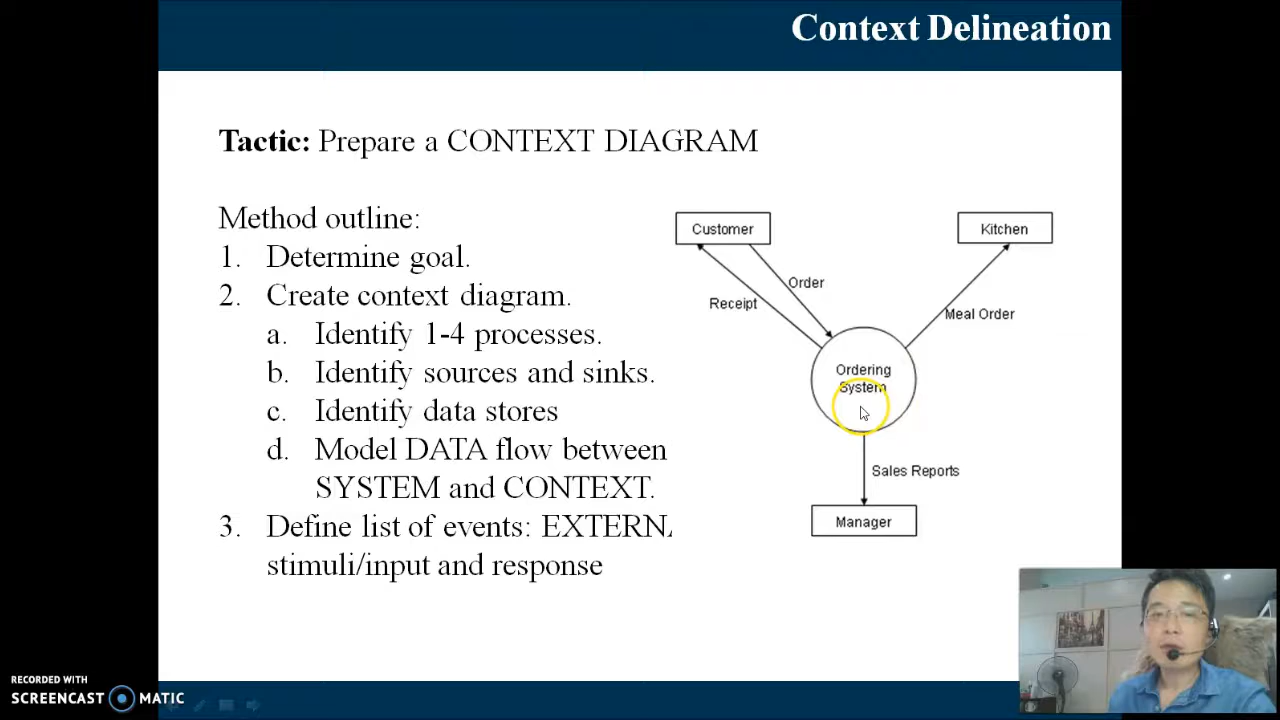 Context Delineation
Tactic: Prepare a CONTEXT DIAGRAM
Method outline:
1. Determine goal.
2. Create context diagram.
a. Identify 1-4 processes.
b. Identify sources and sinks.
c. Identify data stores
d. Model DATA flow between
SYSTEM and CONTEXT.
3. Define list of events: EXTERNA
stimuli/input and response
Customer
Kitchen
Order
Receipt
Meal Order
Ordering
System
Sales Reports
Manager
RECORDED WITH
SCREENCAST MATIC